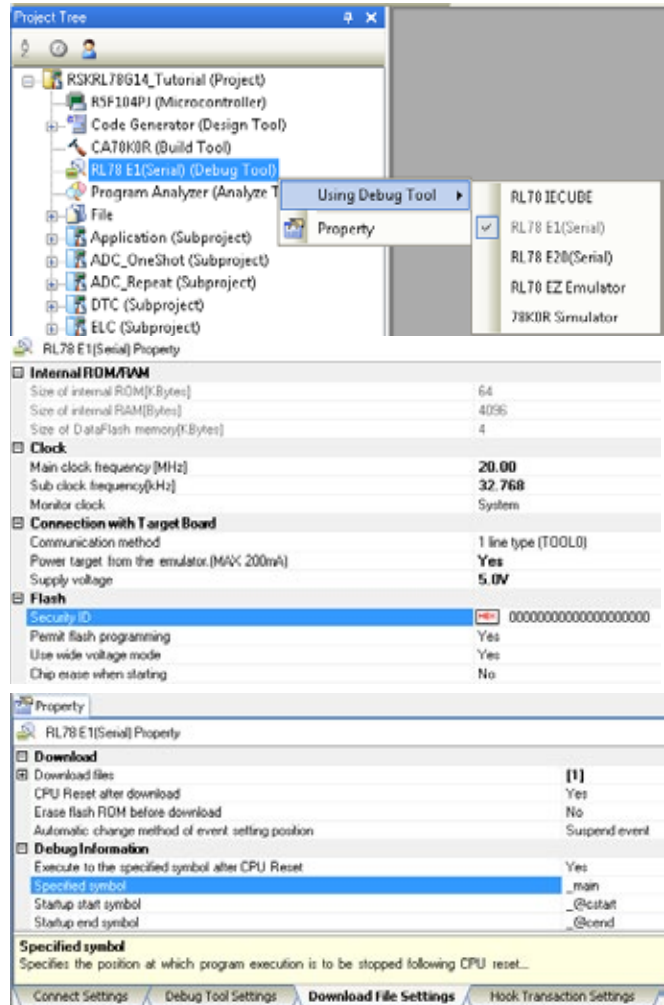 Project Tree
RSKRL78G14_Tutorial (Project)
R5F104PJ (Microcontroller)
Code Generator (Design Tool)
CA78K0R (Build Tool)
RL78 E1(Serial) (Debug Tool)
Program Analyzer (Analyze T
File
Application (Subproject)
ADC_OneShot (Subproject)
ADC_Repeat (Subproject)
DTC (Subproject)
ELC (Subproject)
Using Debug Tool
Property
RL78 IECUBE
RL78 E1(Serial)
RL78 E20(Serial)
RL78 EZ Emulator
78K0R Simulator
RL78 E1(Serial) Property
Internal ROM/RAM
Size of internal ROM[KBytes] 64
Size of internal RAM[Bytes] 4096
Size of DataFlash memory[KBytes] 4
Clock
Main clock frequency [MHz] 20.00
Sub clock frequency[kHz] 32.768
Monitor clock System
Connection with Target Board
Communication method 1 line type (TOOL0)
Power target from the emulator.(MAX 200mA) Yes
Supply voltage 5.0V
Flash
Security ID HEX 00000000000000000000
Permit flash programming Yes
Use wide voltage mode Yes
Chip erase when starting No
Property
RL78 E1(Serial) Property
Download
Download files [1]
CPU Reset after download Yes
Erase flash ROM before download No
Automatic change method of event setting position Suspend event
Debug Information
Execute to the specified symbol after CPU Reset Yes
Specified symbol _main
Startup start symbol _@cstart
Startup end symbol _@cend
Specified symbol
Specifies the position at which program execution is to be stopped following CPU reset...
Connect Settings Debug Tool Settings Download File Settings Hook Transaction Settings